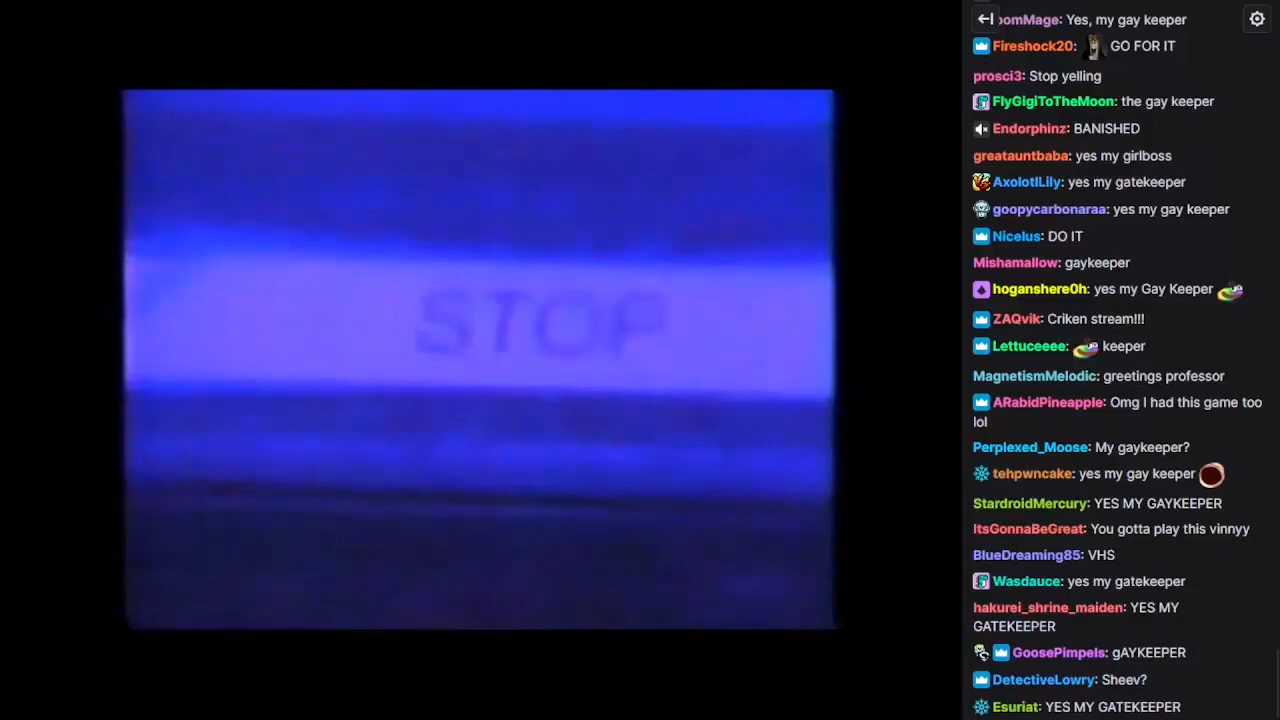 STOP
oomMage: Yes, my gay keeper
Fireshock20: GO FOR IT
prosci3: Stop yelling
FlyGigiToTheMoon: the gay keeper
Endorphinz: BANISHED
greatauntbaba: yes my girlboss
AxolotlLily: yes my gatekeeper
goopycarbonaraa: yes my gay keeper
Nicelus: DO IT
Mishamallow: gaykeeper
hoganshere0h: yes my Gay Keeper
ZAQvik: Criken stream!!!
Lettuceeee: keeper
MagnetismMelodic: greetings professor
ARabidPineapple: Omg I had this game too
lol
Perplexed_Moose: My gaykeeper?
tehpwncake: yes my gay keeper
StardroidMercury: YES MY GAYKEEPER
ItsGonnaBeGreat: You gotta play this vinnyy
BlueDreaming85: VHS
Wasdauce: yes my gatekeeper
hakurei_shrine_maiden: YES MY
GATEKEEPER
GoosePimpels: gAYKEEPER
DetectiveLowry: Sheev?
Esuriat: YES MY GATEKEEPER